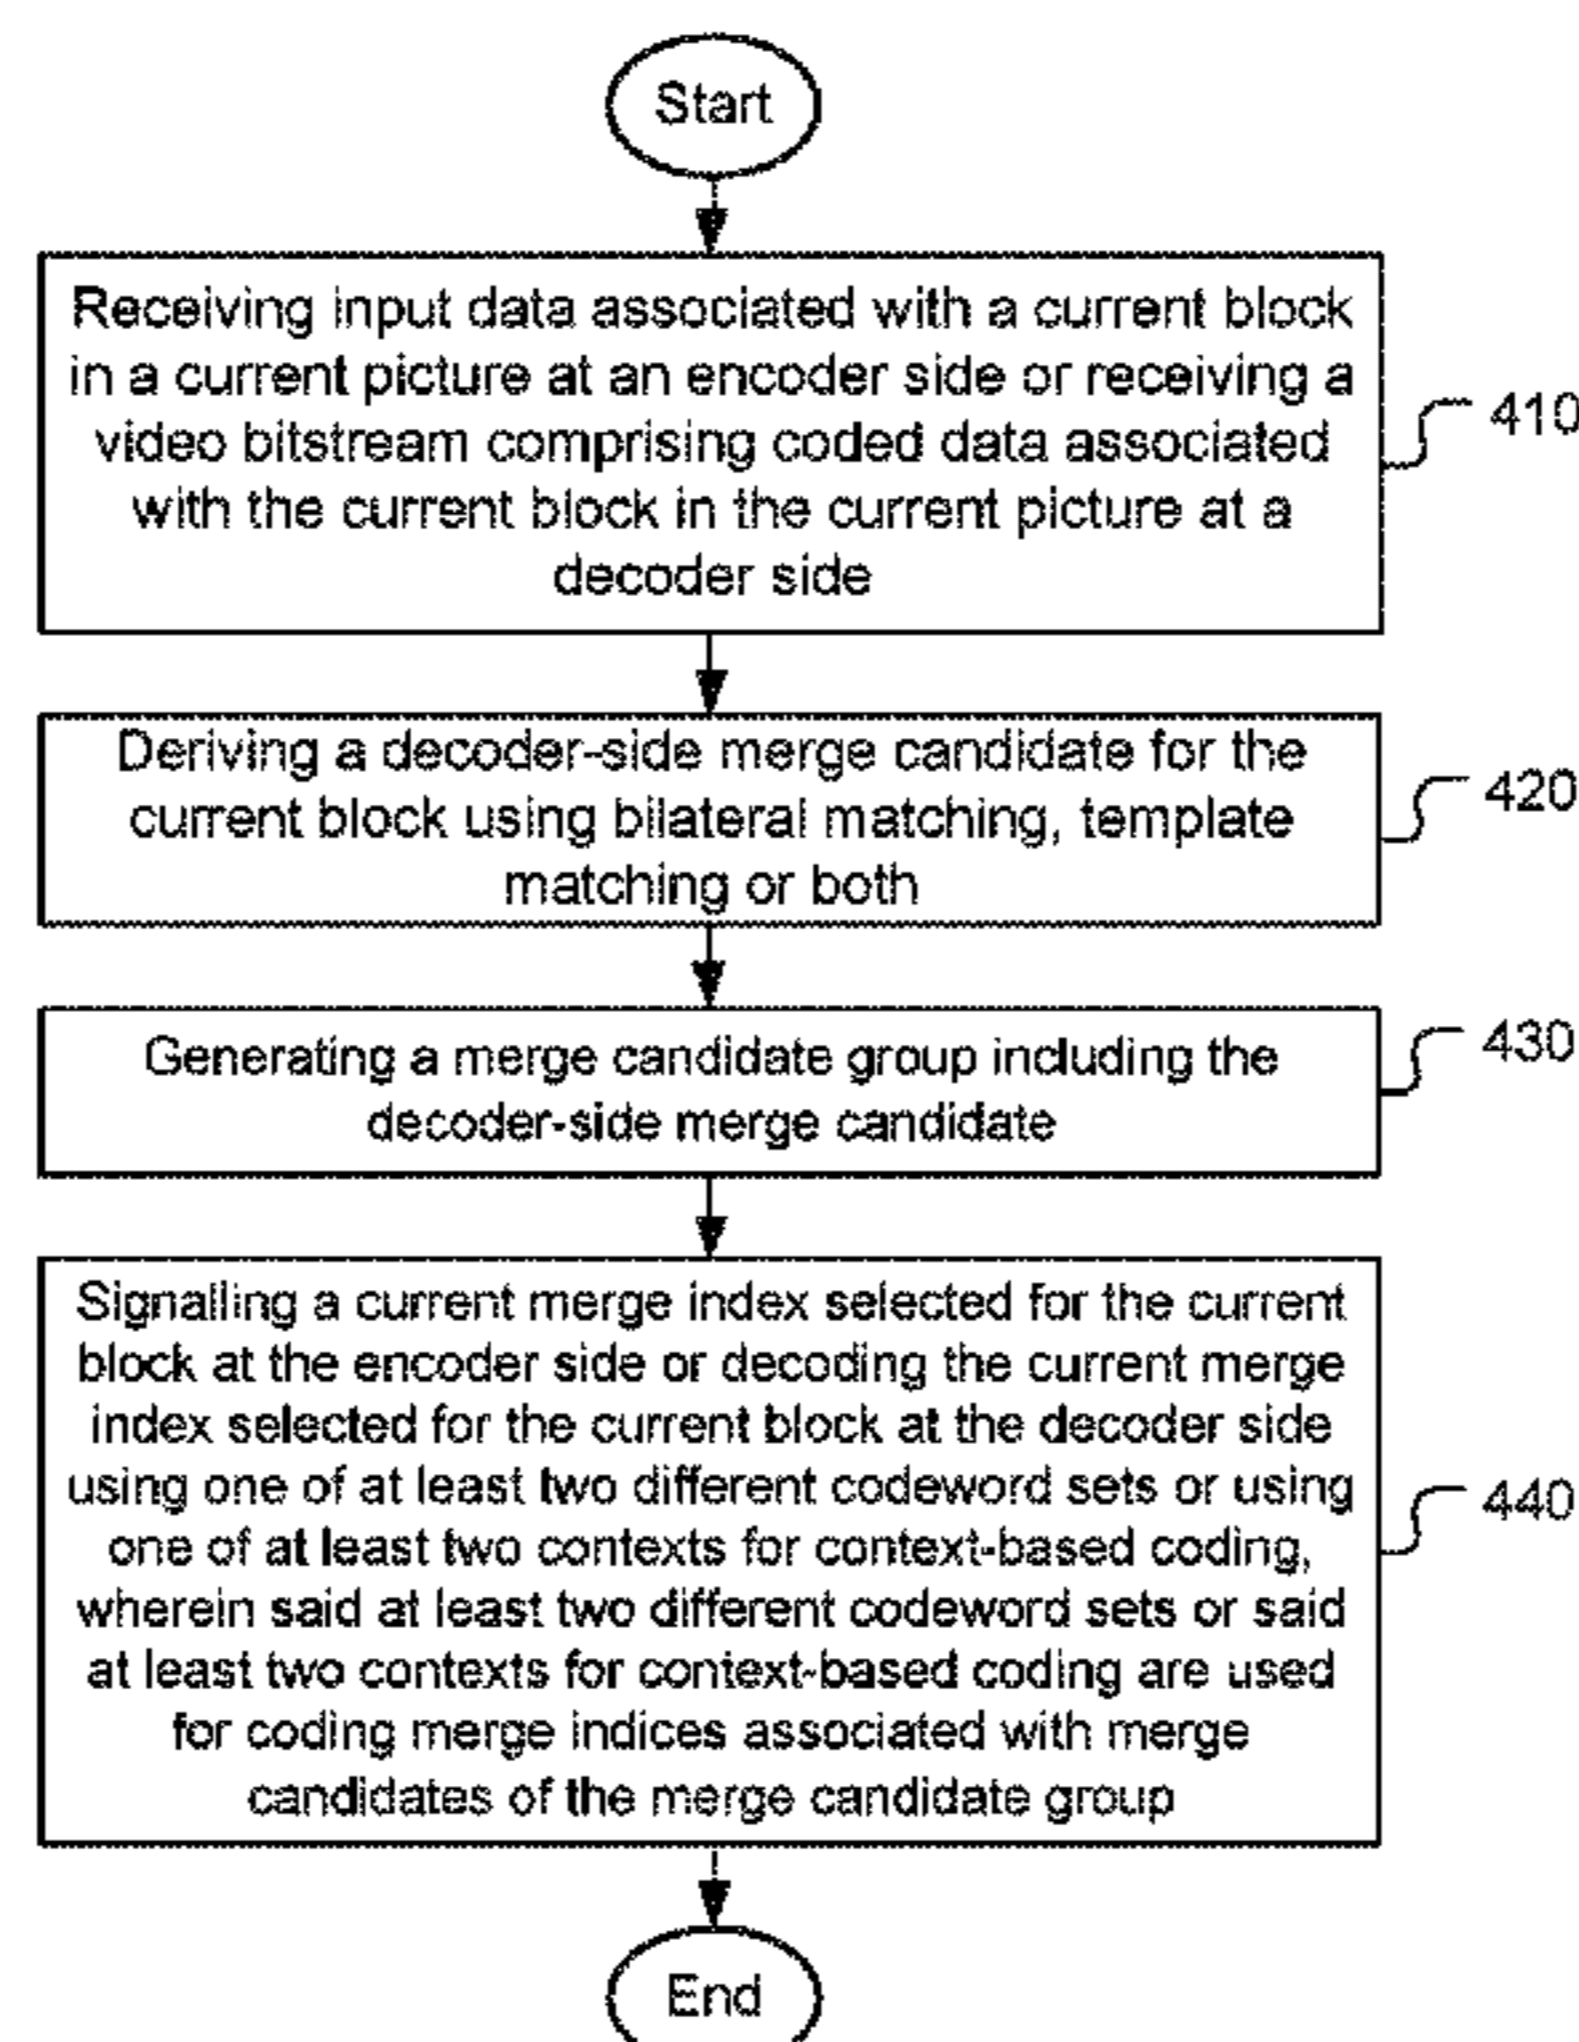 Start
Receiving input data associated with a current block
in a current picture at an encoder side or receiving a
video bitstream comprising coded data associated
with the current block in the current picture at a
decoder side
410
Deriving a decoder-side merge candidate for the
current block using bilateral matching, template
matching or both
420
Generating a merge candidate group including the
decoder-side merge candidate
430
Signalling a current merge index selected for the current
block at the encoder side or decoding the current merge
index selected for the current block at the decoder side
using one of at least two different codeword sets or using
one of at least two contexts for context-based coding,
wherein said at least two different codeword sets or said
at least two contexts for context-based coding are used
for coding merge indices associated with merge
candidates of the merge candidate group
440
End